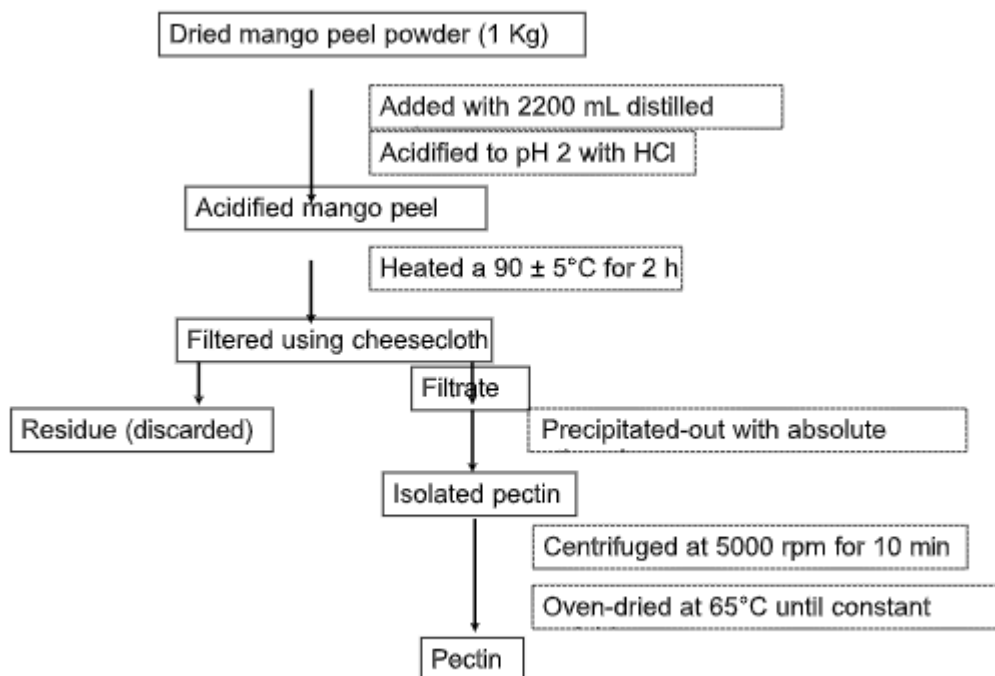 Dried mango peel powder (1 Kg)
Added with 2200 mL distilled
Acidified to pH 2 with HCl
Acidified mango peel
Heated a 90 ± 5°C for 2 h
Filtered using cheesecloth
Filtrate
Residue (discarded)
Precipitated-out with absolute
Isolated pectin
Centrifuged at 5000 rpm for 10 min
Oven-dried at 65°C until constant
Pectin